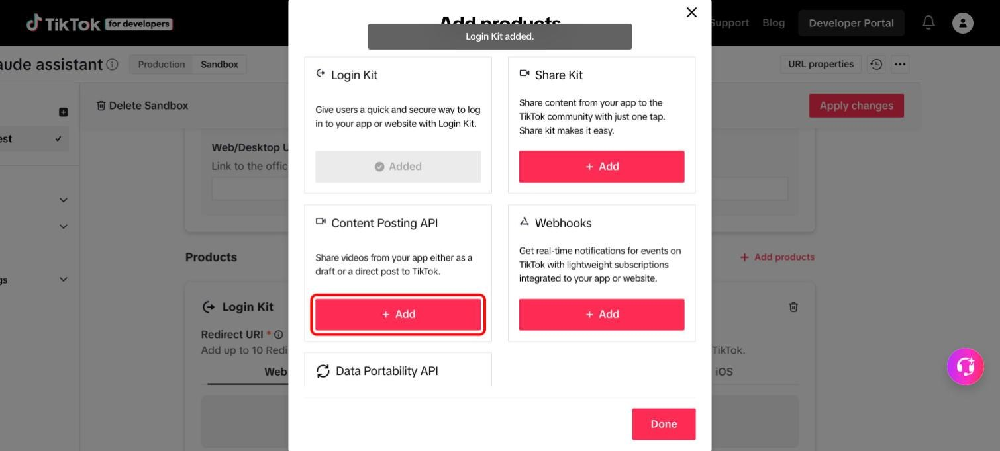 TikTok for developers
Support
Blog
Developer Portal
Add products
Login Kit added.
aude assistant
Production
Sandbox
URL properties
Delete Sandbox
Apply changes
est
Web/Desktop U
Link to the offic
gs
Products
Add products
Login Kit
Redirect URI *
Add up to 10 Redi
TikTok.
Web
iOS
Login Kit
Give users a quick and secure way to log
in to your app or website with Login Kit.
Added
Share Kit
Share content from your app to the
TikTok community with just one tap.
Share kit makes it easy.
+ Add
Content Posting API
Share videos from your app either as a
draft or a direct post to TikTok.
+ Add
Webhooks
Get real-time notifications for events on
TikTok with lightweight subscriptions
integrated to your app or website.
+ Add
Data Portability API
Done